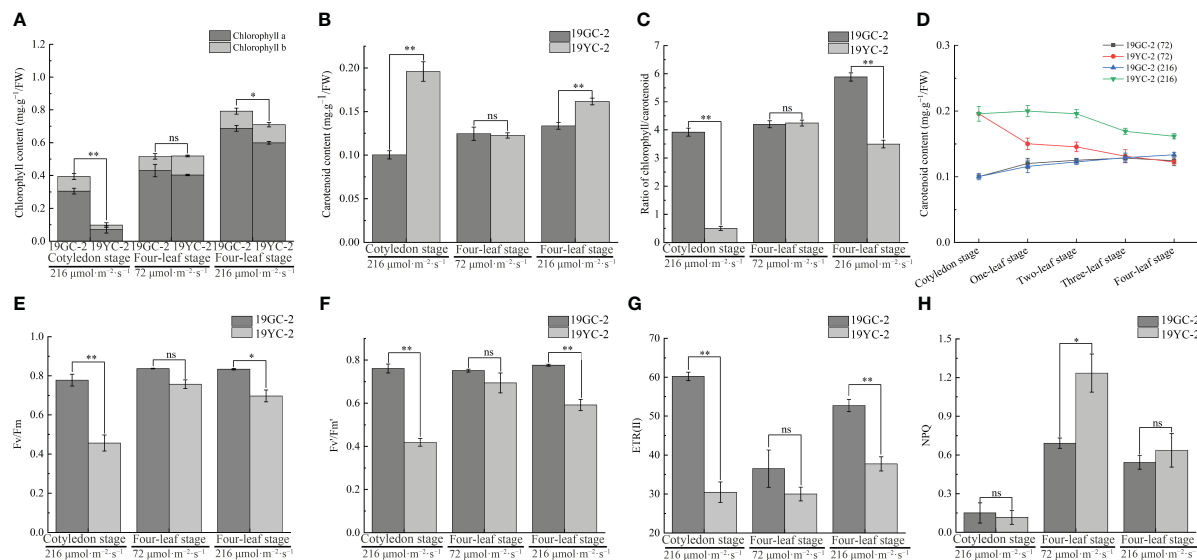 A
Chlorophyll a
Chlorophyll b
Chlorophyll content (mg.g⁻¹/FW)
1.2
1.0
0.8
0.6
0.4
0.2
0.0
**
ns
*
19GC-2 19YC-2 19GC-2 19YC-2 19GC-2 19YC-2
Cotyledon stage Four-leaf stage Four-leaf stage
216 μmol·m⁻²·s⁻¹ 72 μmol·m⁻²·s⁻¹ 216 μmol·m⁻²·s⁻¹
B
19GC-2
19YC-2
Carotenoid content (mg.g⁻¹/FW)
0.20
0.15
0.10
0.05
0.00
**
ns
**
Cotyledon stage Four-leaf stage Four-leaf stage
216 μmol·m⁻²·s⁻¹ 72 μmol·m⁻²·s⁻¹ 216 μmol·m⁻²·s⁻¹
C
19GC-2
19YC-2
Ratio of chlorophyll/carotenoid
7
6
5
4
3
2
1
0
**
ns
**
Cotyledon stage Four-leaf stage Four-leaf stage
216 μmol·m⁻²·s⁻¹ 72 μmol·m⁻²·s⁻¹ 216 μmol·m⁻²·s⁻¹
D
19GC-2 (72)
19YC-2 (72)
19GC-2 (216)
19YC-2 (216)
Carotenoid content (mg.g⁻¹/FW)
0.3
0.2
0.1
0.0
Cotyledon stage
One-leaf stage
Two-leaf stage
Three-leaf stage
Four-leaf stage
E
19GC-2
19YC-2
Fv/Fm
1.0
0.8
0.6
0.4
0.2
0.0
**
ns
*
Cotyledon stage Four-leaf stage Four-leaf stage
216 μmol·m⁻²·s⁻¹ 72 μmol·m⁻²·s⁻¹ 216 μmol·m⁻²·s⁻¹
F
19GC-2
19YC-2
Fv'/Fm'
0.8
0.6
0.4
0.2
0.0
**
ns
**
Cotyledon stage Four-leaf stage Four-leaf stage
216 μmol·m⁻²·s⁻¹ 72 μmol·m⁻²·s⁻¹ 216 μmol·m⁻²·s⁻¹
G
19GC-2
19YC-2
ETR(II)
70
60
50
40
30
20
**
ns
**
Cotyledon stage Four-leaf stage Four-leaf stage
216 μmol·m⁻²·s⁻¹ 72 μmol·m⁻²·s⁻¹ 216 μmol·m⁻²·s⁻¹
H
19GC-2
19YC-2
NPQ
1.5
1.2
0.9
0.6
0.3
0.0
ns
*
ns
Cotyledon stage Four-leaf stage Four-leaf stage
216 μmol·m⁻²·s⁻¹ 72 μmol·m⁻²·s⁻¹ 216 μmol·m⁻²·s⁻¹